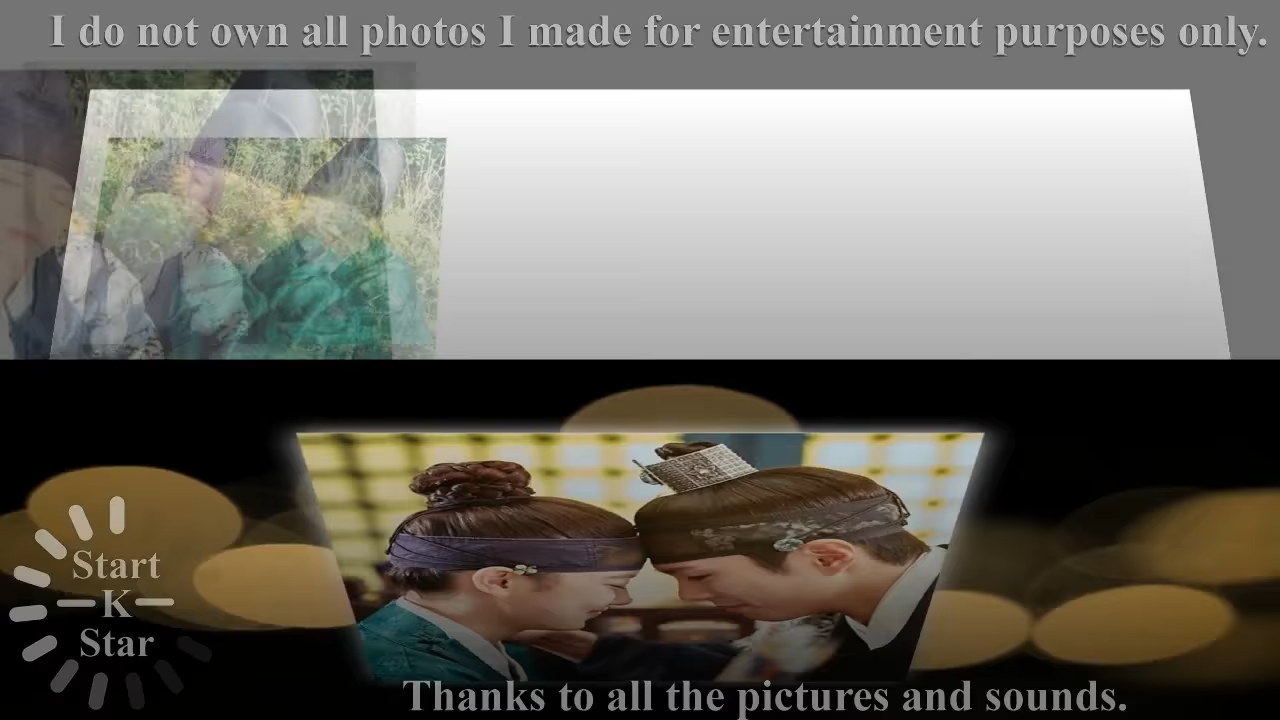 I do not own all photos I made for entertainment purposes only.
Start
K
Star
Thanks to all the pictures and sounds.